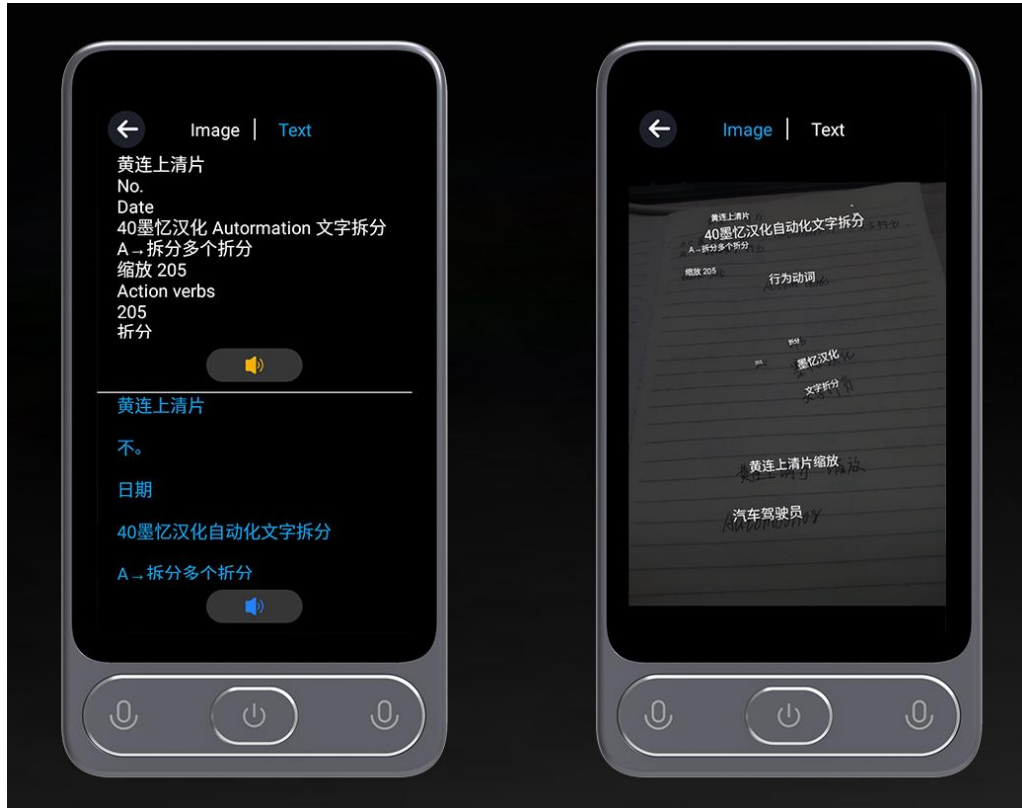 Image | Text
黄连上清片
No.
Date
40墨忆汉化 Autormation 文字拆分
A→拆分多个折分
缩放 205
Action verbs
205
折分
黄连上清片
不。
日期
40墨忆汉化自动化文字拆分
A→拆分多个折分
Image | Text
黄连上清片
40墨忆汉化自动化文字拆分
A→拆分多个折分
缩放 205
行为动词
折分
205
墨忆汉化
文字折分
黄连上清片缩放
汽车驾驶员